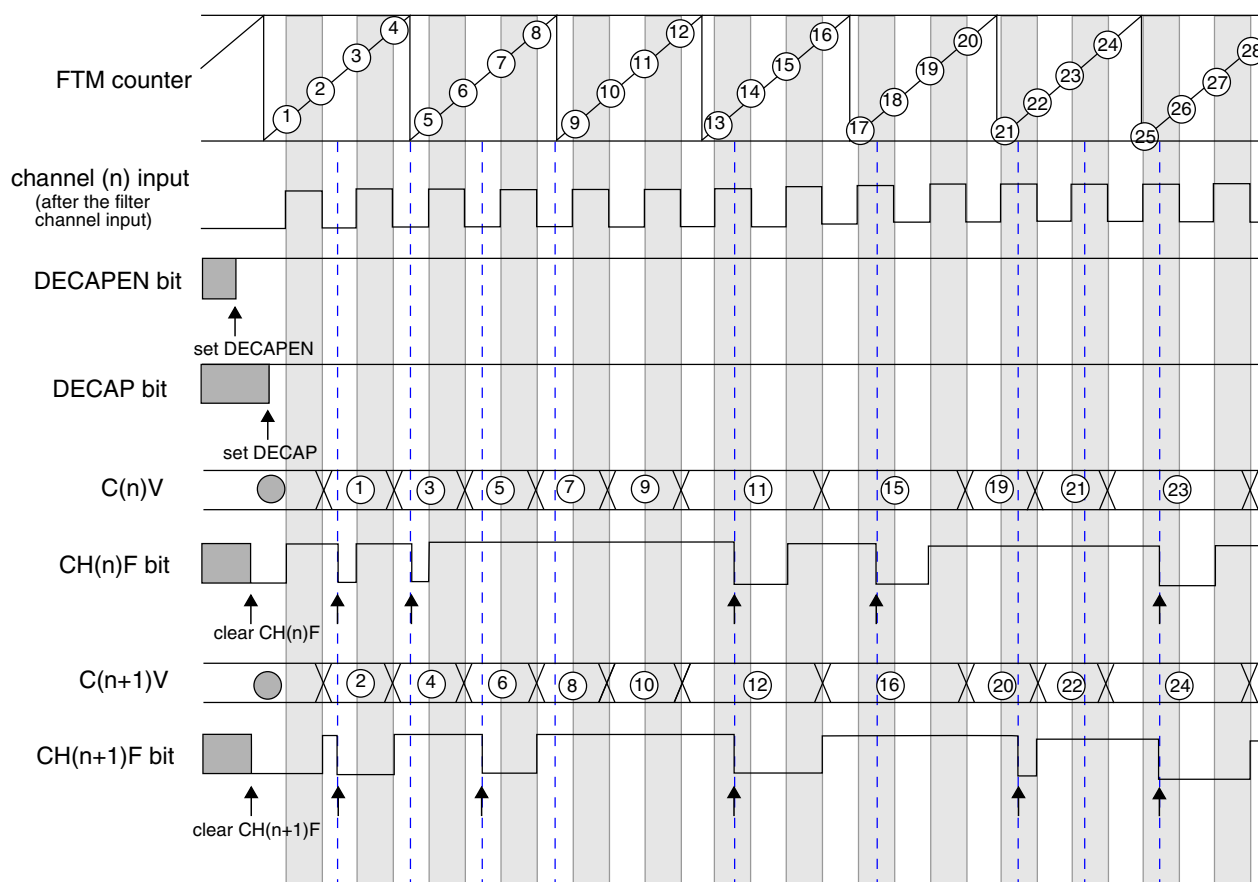 FTM counter
1 2 3 4 5 6 7 8 9 10 11 12 13 14 15 16 17 18 19 20 21 22 23 24 25 26 27 28
channel (n) input
(after the filter
channel input)
DECAPEN bit
set DECAPEN
DECAP bit
set DECAP
C(n)V
1 3 5 7 9 11 15 19 21 23
CH(n)F bit
clear CH(n)F
C(n+1)V
2 4 6 8 10 12 16 20 22 24
CH(n+1)F bit
clear CH(n+1)F